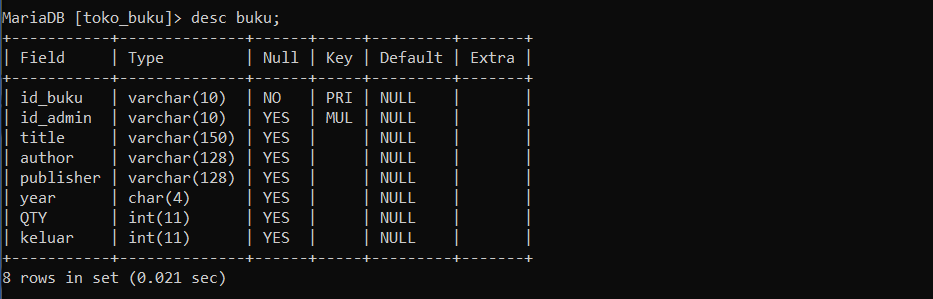 MariaDB [toko_buku]> desc buku;
+-----------+--------------+------+-----+---------+-------+
| Field     | Type         | Null | Key | Default | Extra |
+-----------+--------------+------+-----+---------+-------+
| id_buku   | varchar(10)  | NO   | PRI | NULL    |       |
| id_admin  | varchar(10)  | YES  | MUL | NULL    |       |
| title     | varchar(150) | YES  |     | NULL    |       |
| author    | varchar(128) | YES  |     | NULL    |       |
| publisher | varchar(128) | YES  |     | NULL    |       |
| year      | char(4)      | YES  |     | NULL    |       |
| QTY       | int(11)      | YES  |     | NULL    |       |
| keluar    | int(11)      | YES  |     | NULL    |       |
+-----------+--------------+------+-----+---------+-------+
8 rows in set (0.021 sec)